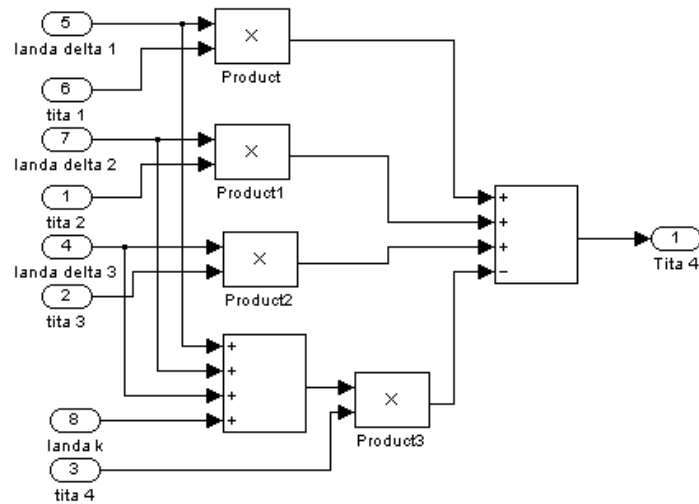 5
landa delta 1
6
tita 1
7
landa delta 2
1
tita 2
4
landa delta 3
2
tita 3
8
landa k
3
tita 4
×
Product
×
Product1
×
Product2
+
+
+
+
×
Product3
+
+
+
−
1
Tita 4